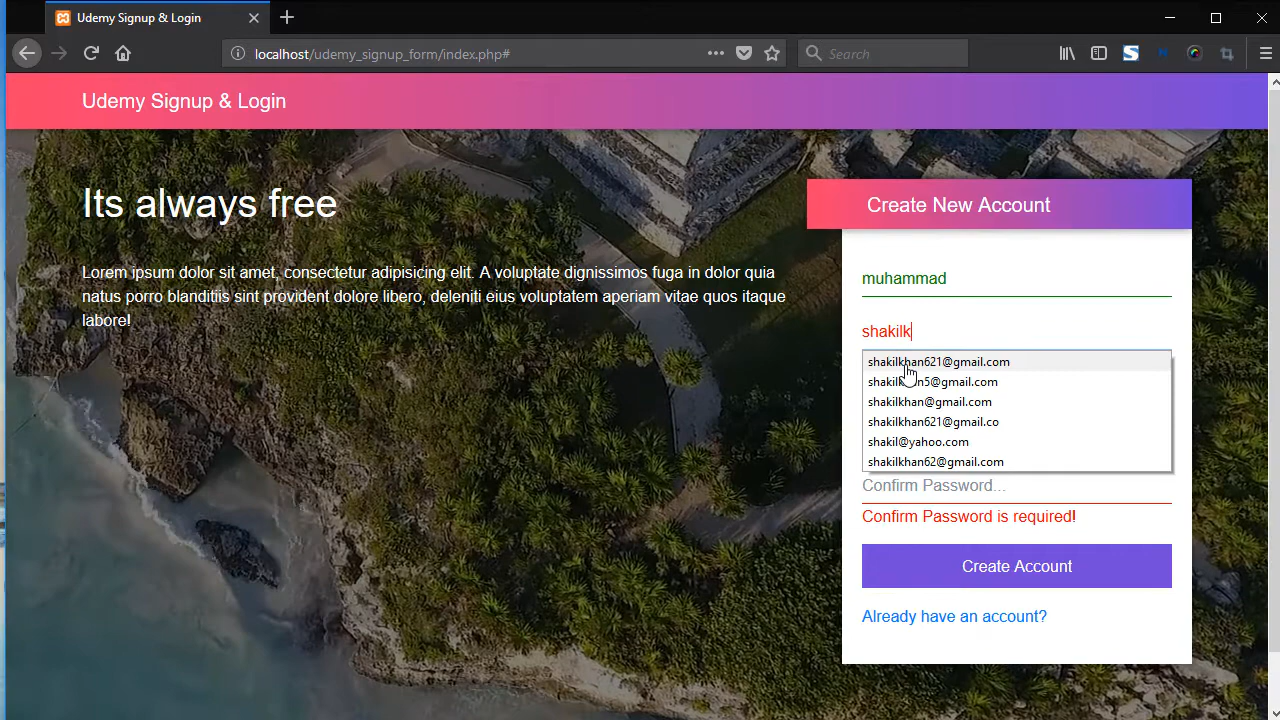 Udemy Signup & Login
localhost/udemy_signup_form/index.php#
Search
Udemy Signup & Login
Its always free
Lorem ipsum dolor sit amet, consectetur adipisicing elit. A voluptate dignissimos fuga in dolor quia
natus porro blanditiis sint provident dolore libero, deleniti eius voluptatem aperiam vitae quos itaque
labore!
Create New Account
muhammad
shakilk
shakilkhan621@gmail.com
shakilkhan5@gmail.com
shakilkhan@gmail.com
shakilkhan621@gmail.co
shakil@yahoo.com
shakilkhan62@gmail.com
Confirm Password...
Confirm Password is required!
Create Account
Already have an account?